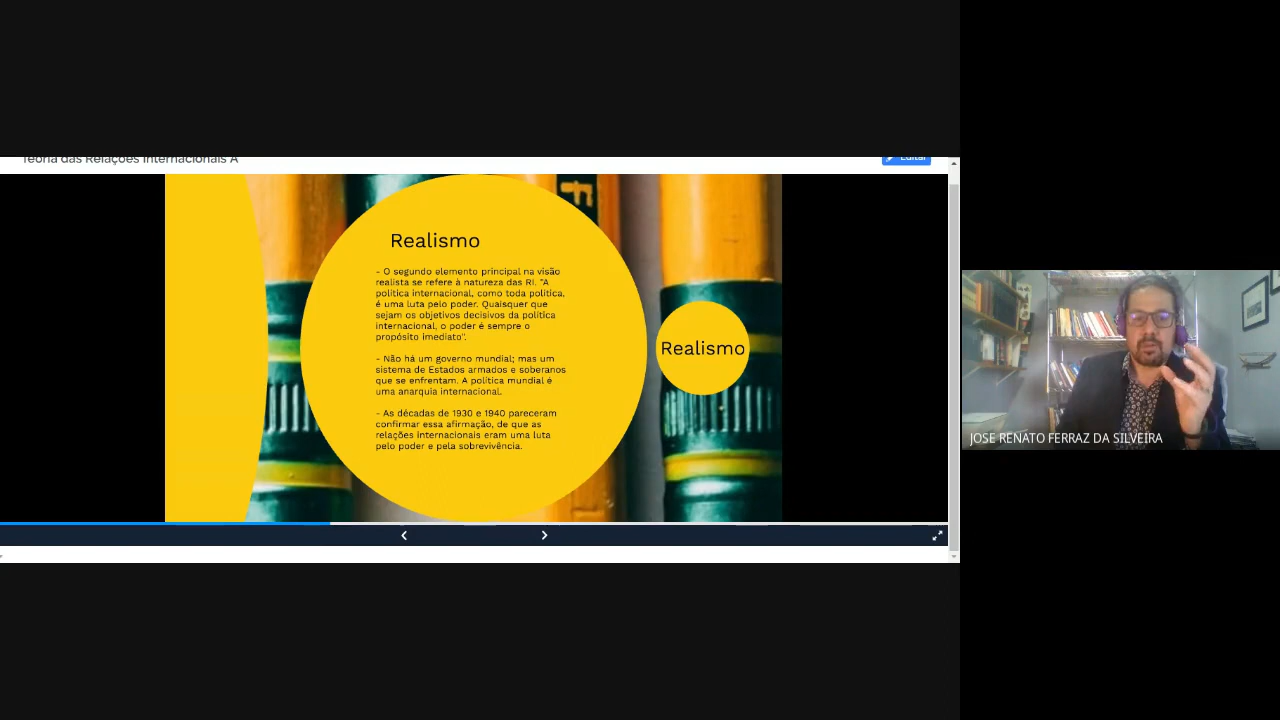 Teoria das Relações Internacionais A
Editar
Realismo
- O segundo elemento principal na visão
realista se refere à natureza das RI. "A
política internacional, como toda política,
é uma luta pelo poder. Quaisquer que
sejam os objetivos decisivos da política
internacional, o poder é sempre o
propósito imediato".
- Não há um governo mundial; mas um
sistema de Estados armados e soberanos
que se enfrentam. A política mundial é
uma anarquia internacional.
- As décadas de 1930 e 1940 pareceram
confirmar essa afirmação, de que as
relações internacionais eram uma luta
pelo poder e pela sobrevivência.
Realismo
F
JOSE RENATO FERRAZ DA SILVEIRA